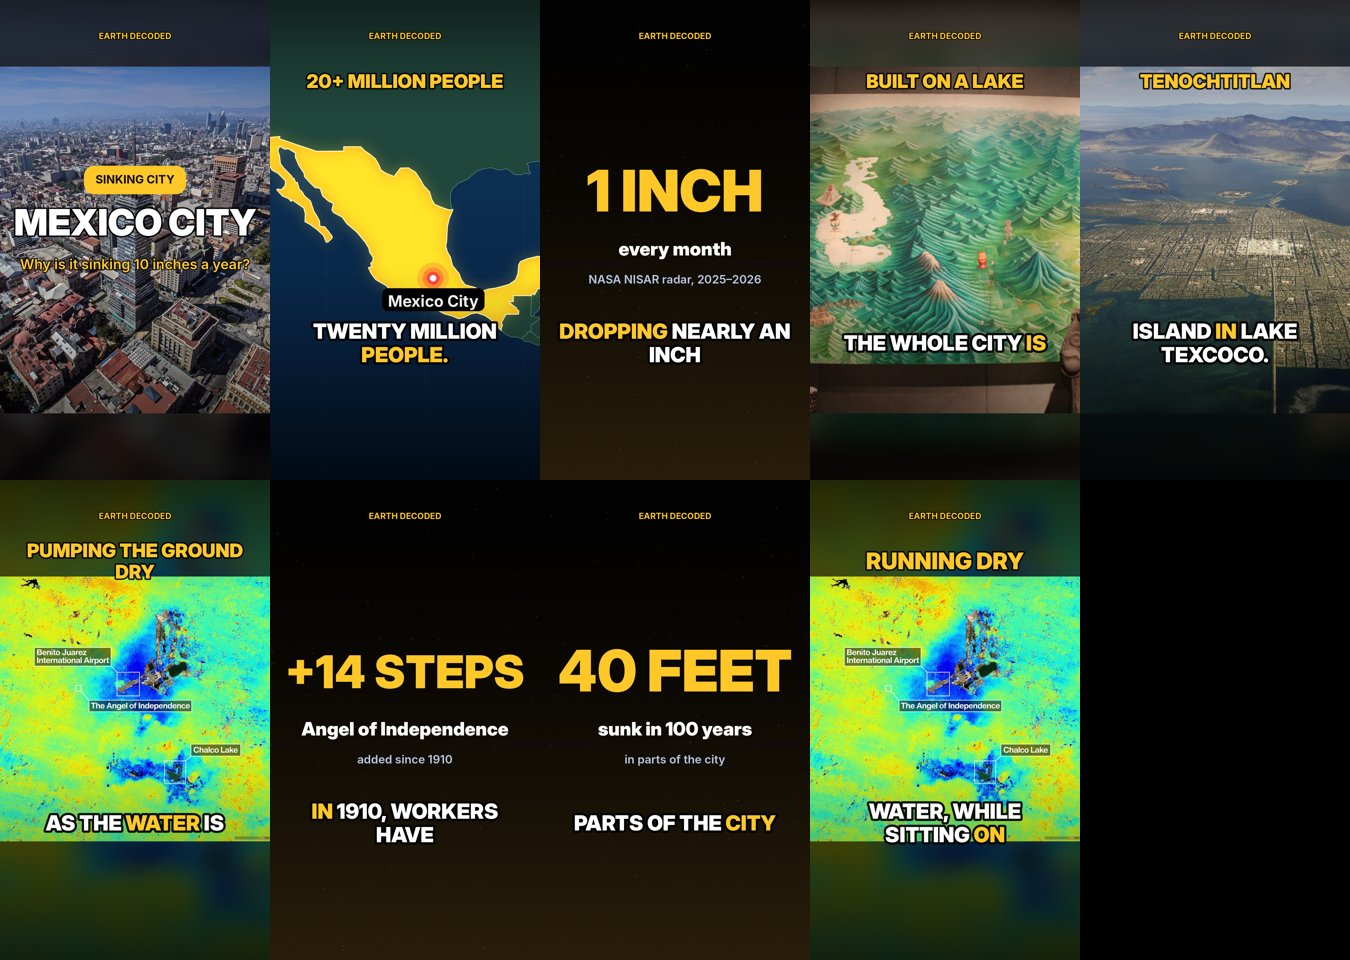 EARTH DECODED
SINKING CITY
MEXICO CITY
Why is it sinking 10 inches a year?
EARTH DECODED
20+ MILLION PEOPLE
Mexico City
TWENTY MILLION
PEOPLE.
EARTH DECODED
1 INCH
every month
NASA NISAR radar, 2025–2026
DROPPING NEARLY AN
INCH
EARTH DECODED
BUILT ON A LAKE
THE WHOLE CITY IS
EARTH DECODED
TENOCHTITLAN
ISLAND IN LAKE
TEXCOCO.
PUMPING THE GROUND
DRY
EARTH DECODED
Benito Juarez
International Airport
The Angel of Independence
Chalco Lake
AS THE WATER IS
EARTH DECODED
+14 STEPS
Angel of Independence
added since 1910
IN 1910, WORKERS
HAVE
EARTH DECODED
40 FEET
sunk in 100 years
in parts of the city
PARTS OF THE CITY
EARTH DECODED
RUNNING DRY
Benito Juarez
International Airport
The Angel of Independence
Chalco Lake
WATER, WHILE
SITTING ON